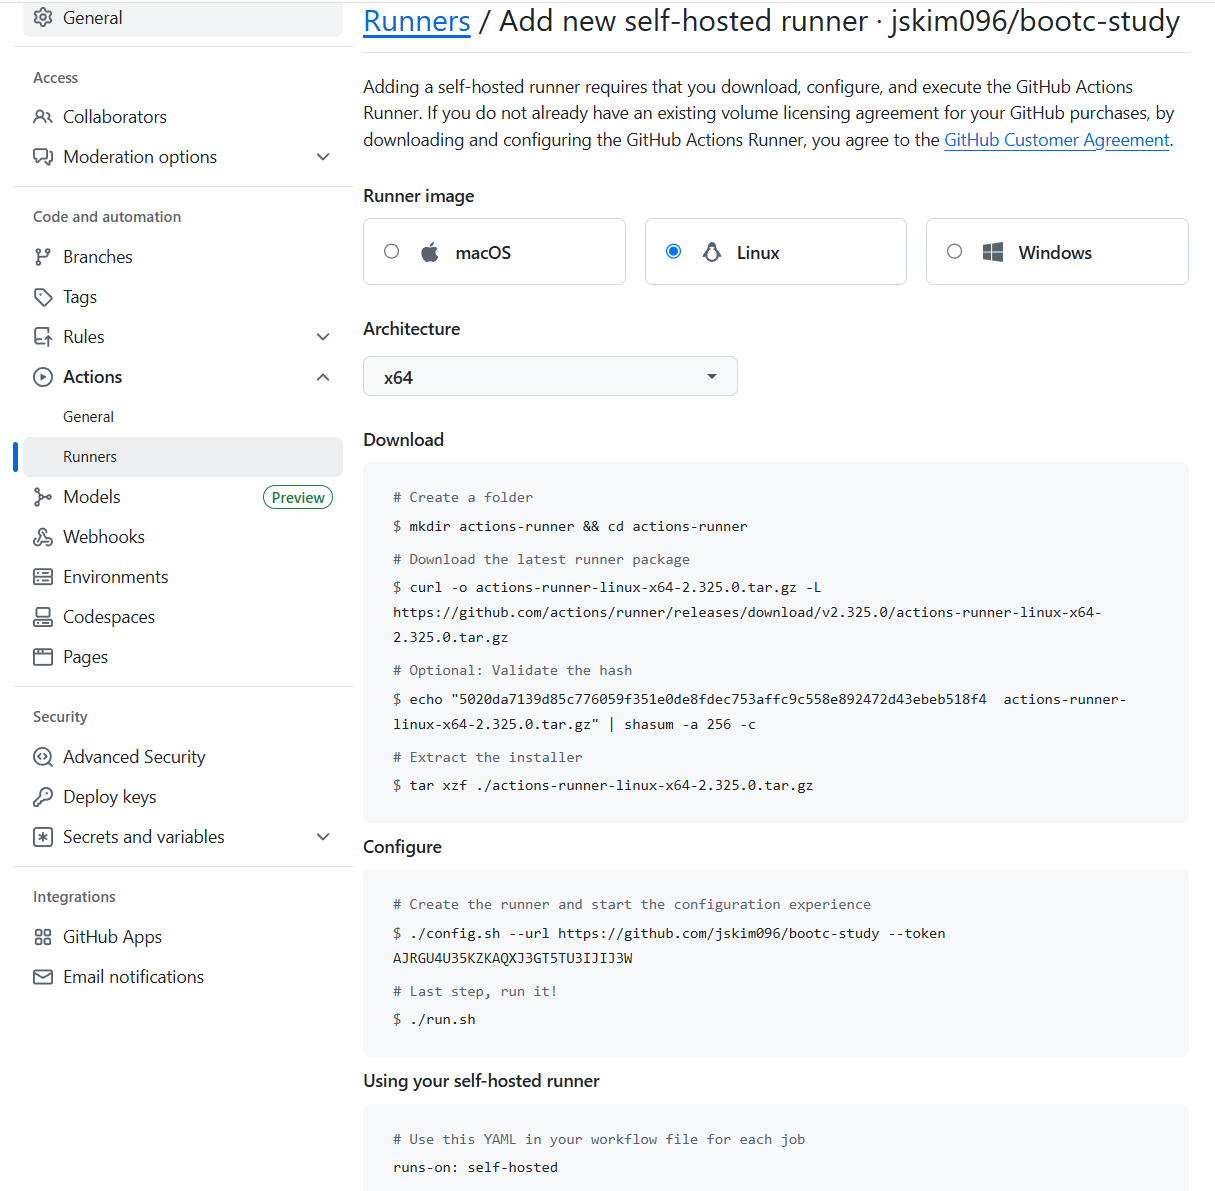 General
Access
Collaborators
Moderation options
Code and automation
Branches
Tags
Rules
Actions
General
Runners
Models
Preview
Webhooks
Environments
Codespaces
Pages
Security
Advanced Security
Deploy keys
Secrets and variables
Integrations
GitHub Apps
Email notifications
Runners / Add new self-hosted runner · jskim096/bootc-study
Adding a self-hosted runner requires that you download, configure, and execute the GitHub Actions
Runner. If you do not already have an existing volume licensing agreement for your GitHub purchases, by
downloading and configuring the GitHub Actions Runner, you agree to the GitHub Customer Agreement.
Runner image
macOS
Linux
Windows
Architecture
x64
Download
# Create a folder
$ mkdir actions-runner && cd actions-runner
# Download the latest runner package
$ curl -o actions-runner-linux-x64-2.325.0.tar.gz -L
https://github.com/actions/runner/releases/download/v2.325.0/actions-runner-linux-x64-
2.325.0.tar.gz
# Optional: Validate the hash
$ echo "5020da7139d85c776059f351e0de8fdec753affc9c558e892472d43ebeb518f4  actions-runner-
linux-x64-2.325.0.tar.gz" | shasum -a 256 -c
# Extract the installer
$ tar xzf ./actions-runner-linux-x64-2.325.0.tar.gz
Configure
# Create the runner and start the configuration experience
$ ./config.sh --url https://github.com/jskim096/bootc-study --token
AJRGU4U35KZKAQXJ3GT5TU3IJIJ3W
# Last step, run it!
$ ./run.sh
Using your self-hosted runner
# Use this YAML in your workflow file for each job
runs-on: self-hosted